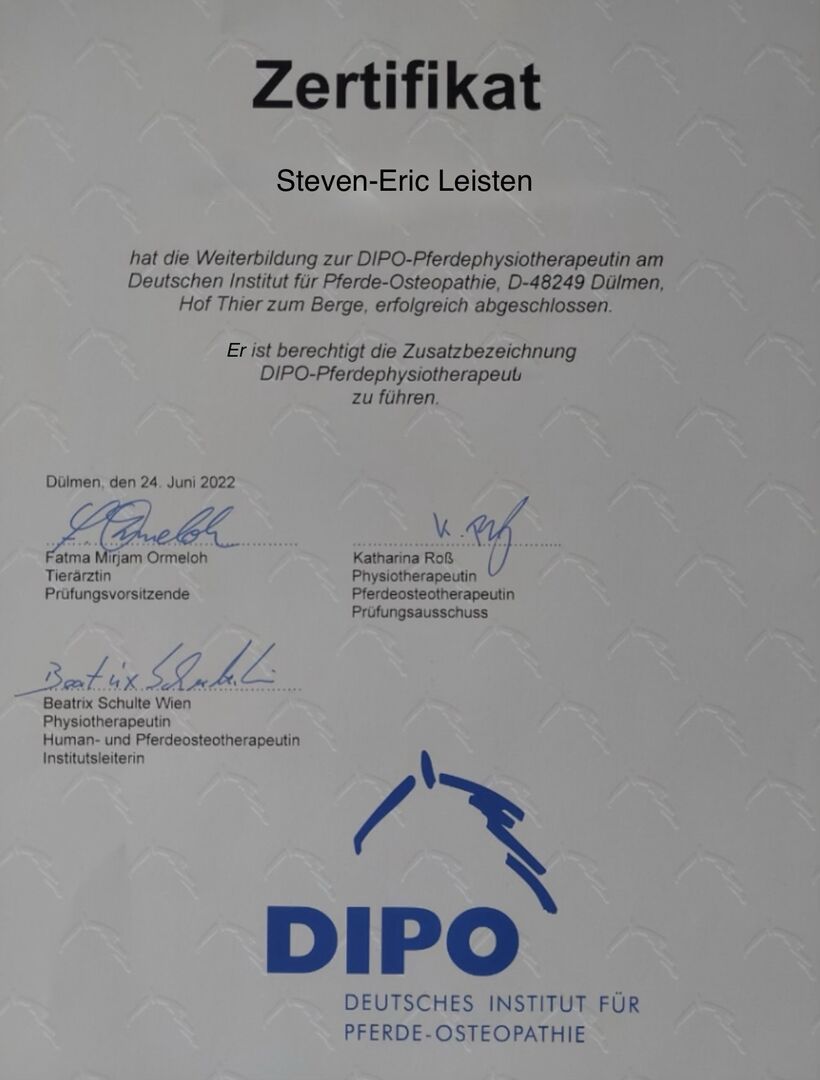 Zertifikat
Steven-Eric Leisten
hat die Weiterbildung zur DIPO-Pferdephysiotherapeutin am
Deutschen Institut für Pferde-Osteopathie, D-48249 Dülmen,
Hof Thier zum Berge, erfolgreich abgeschlossen.
Er ist berechtigt die Zusatzbezeichnung
DIPO-Pferdephysiotherapeut
zu führen.
Dülmen, den 24. Juni 2022
F. Ormeloh
Fatma Mirjam Ormeloh
Tierärztin
Prüfungsvorsitzende
K. Roß
Katharina Roß
Physiotherapeutin
Pferdeosteotherapeutin
Prüfungsausschuss
Beatrix Schulte Wien
Physiotherapeutin
Human- und Pferdeosteotherapeutin
Institutsleiterin
DIPO
DEUTSCHES INSTITUT FÜR
PFERDE-OSTEOPATHIE